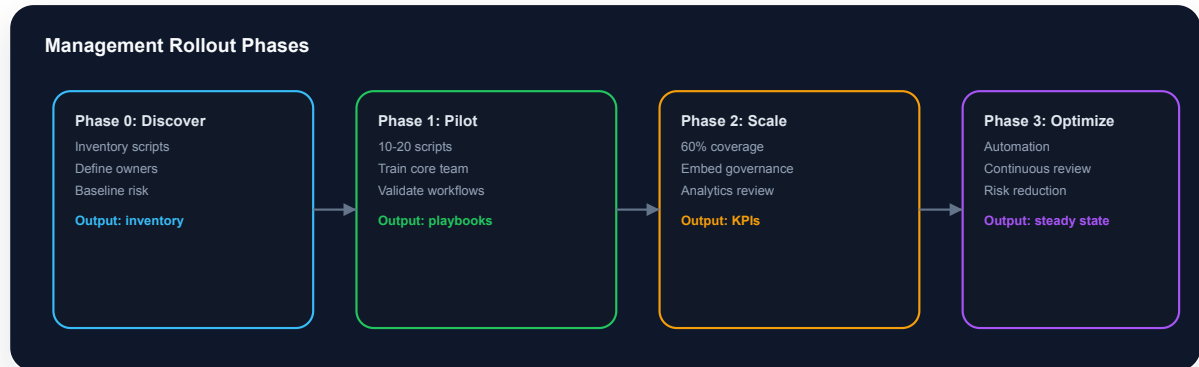 Management Rollout Phases
Phase 0: Discover
Inventory scripts
Define owners
Baseline risk
Output: inventory
Phase 1: Pilot
10-20 scripts
Train core team
Validate workflows
Output: playbooks
Phase 2: Scale
60% coverage
Embed governance
Analytics review
Output: KPIs
Phase 3: Optimize
Automation
Continuous review
Risk reduction
Output: steady state